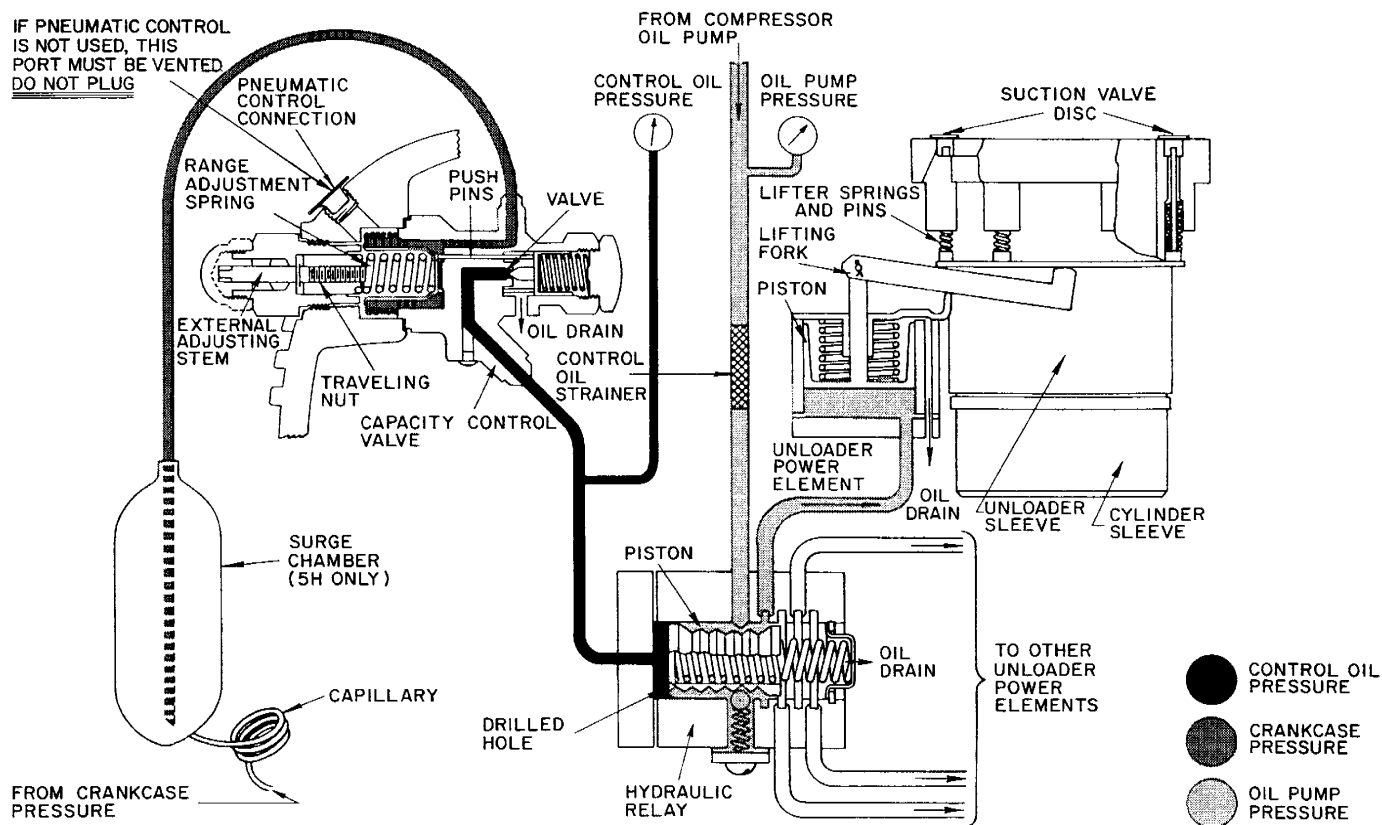 IF PNEUMATIC CONTROL
IS NOT USED, THIS
PORT MUST BE VENTED
DO NOT PLUG
PNEUMATIC
CONTROL
CONNECTION
RANGE
ADJUSTMENT
SPRING
PUSH
PINS
VALVE
EXTERNAL
ADJUSTING
STEM
TRAVELING
NUT
OIL DRAIN
CAPACITY CONTROL
VALVE
FROM COMPRESSOR
OIL PUMP
CONTROL OIL
PRESSURE
OIL PUMP
PRESSURE
SUCTION VALVE
DISC
LIFTER SPRINGS
AND PINS
LIFTING
FORK
PISTON
CONTROL
OIL
STRAINER
UNLOADER
POWER
ELEMENT
OIL
DRAIN
UNLOADER
SLEEVE
CYLINDER
SLEEVE
SURGE
CHAMBER
(5H ONLY)
CAPILLARY
FROM CRANKCASE
PRESSURE
PISTON
DRILLED
HOLE
HYDRAULIC
RELAY
OIL
DRAIN
TO OTHER
UNLOADER
POWER
ELEMENTS
CONTROL OIL
PRESSURE
CRANKCASE
PRESSURE
OIL PUMP
PRESSURE